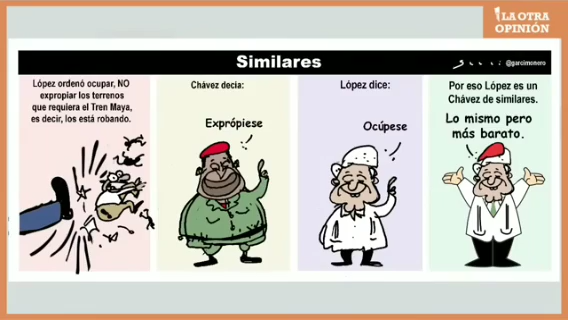 LA OTRA
OPINIÓN
Similares
@garcimonero
López ordenó ocupar, NO
expropiar los terrenos
que requiera el Tren Maya,
es decir, los está robando.
Chávez decía:
Exprópiese
López dice:
Ocúpese
Por eso López es un
Chávez de similares.
Lo mismo pero
más barato.